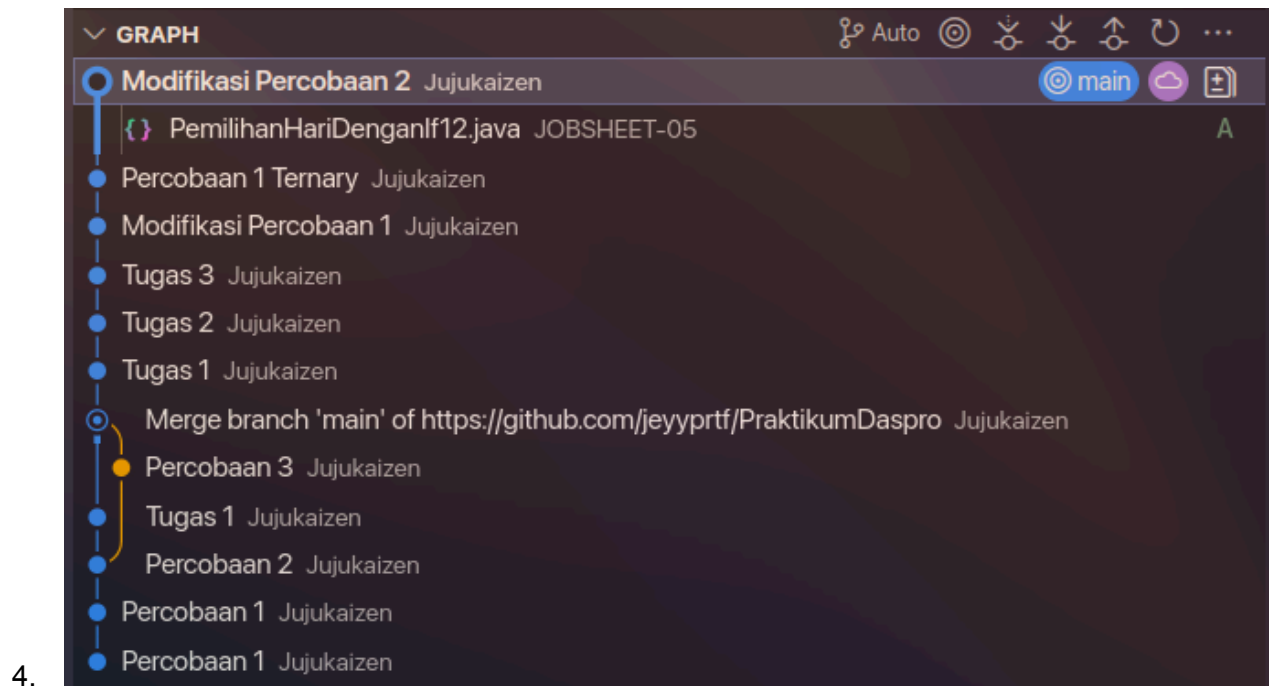 GRAPH Auto ...
Modifikasi Percobaan 2 Jujukaizen main
{} PemilihanHariDenganIf12.java JOBSHEET-05 A
Percobaan 1 Ternary Jujukaizen
Modifikasi Percobaan 1 Jujukaizen
Tugas 3 Jujukaizen
Tugas 2 Jujukaizen
Tugas 1 Jujukaizen
Merge branch 'main' of https://github.com/jeyyprtf/PraktikumDaspro Jujukaizen
Percobaan 3 Jujukaizen
Tugas 1 Jujukaizen
Percobaan 2 Jujukaizen
Percobaan 1 Jujukaizen
Percobaan 1 Jujukaizen
4.